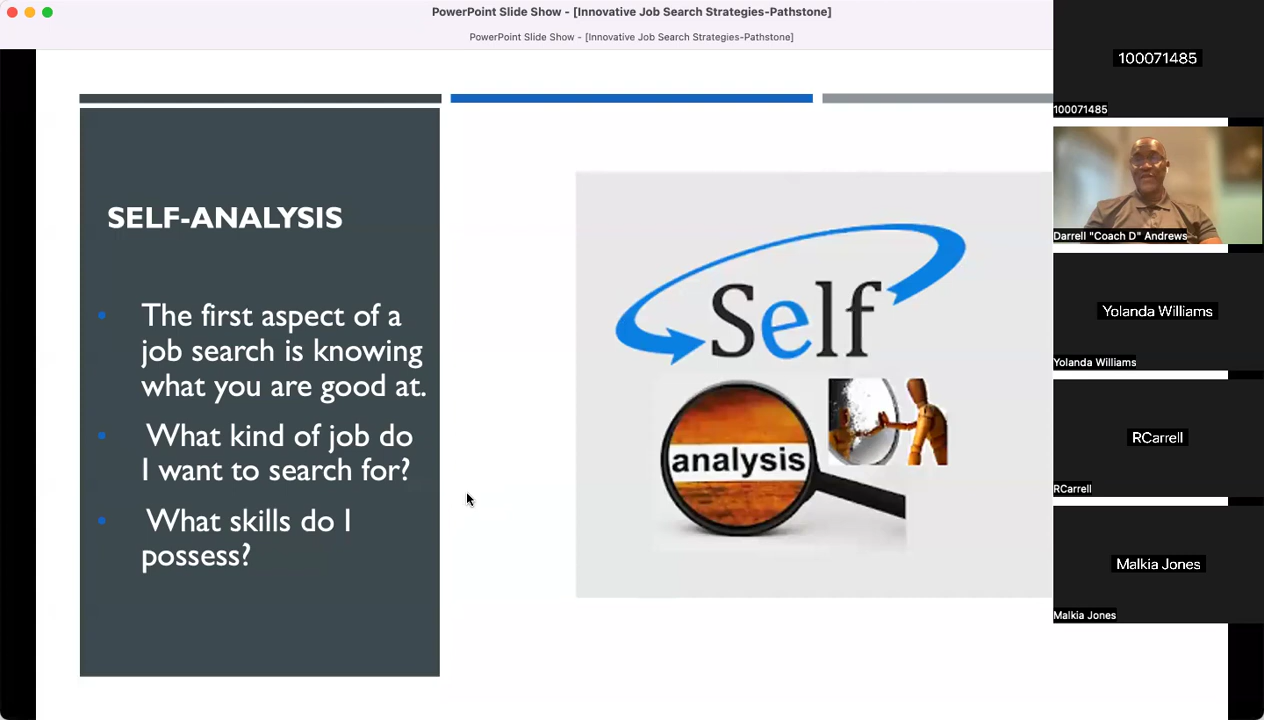 PowerPoint Slide Show - [Innovative Job Search Strategies-Pathstone]
PowerPoint Slide Show - [Innovative Job Search Strategies-Pathstone]
SELF-ANALYSIS
• The first aspect of a
job search is knowing
what you are good at.
• What kind of job do
I want to search for?
• What skills do I
possess?
Self
analysis
100071485
100071485
Darrell "Coach D" Andrews
Yolanda Williams
Yolanda Williams
RCarrell
RCarrell
Malkia Jones
Malkia Jones